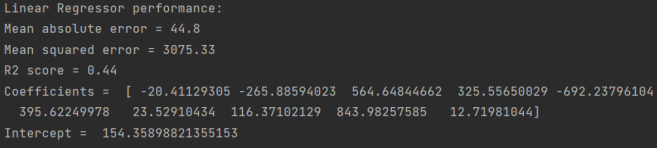 Linear Regressor performance:
Mean absolute error = 44.8
Mean squared error = 3075.33
R2 score = 0.44
Coefficients =  [ -20.41129305 -265.88594023  564.64844662  325.55650029 -692.23796104
  395.62249978   23.52910434  116.37102129  843.98257585   12.71981044]
Intercept =  154.35898821355153